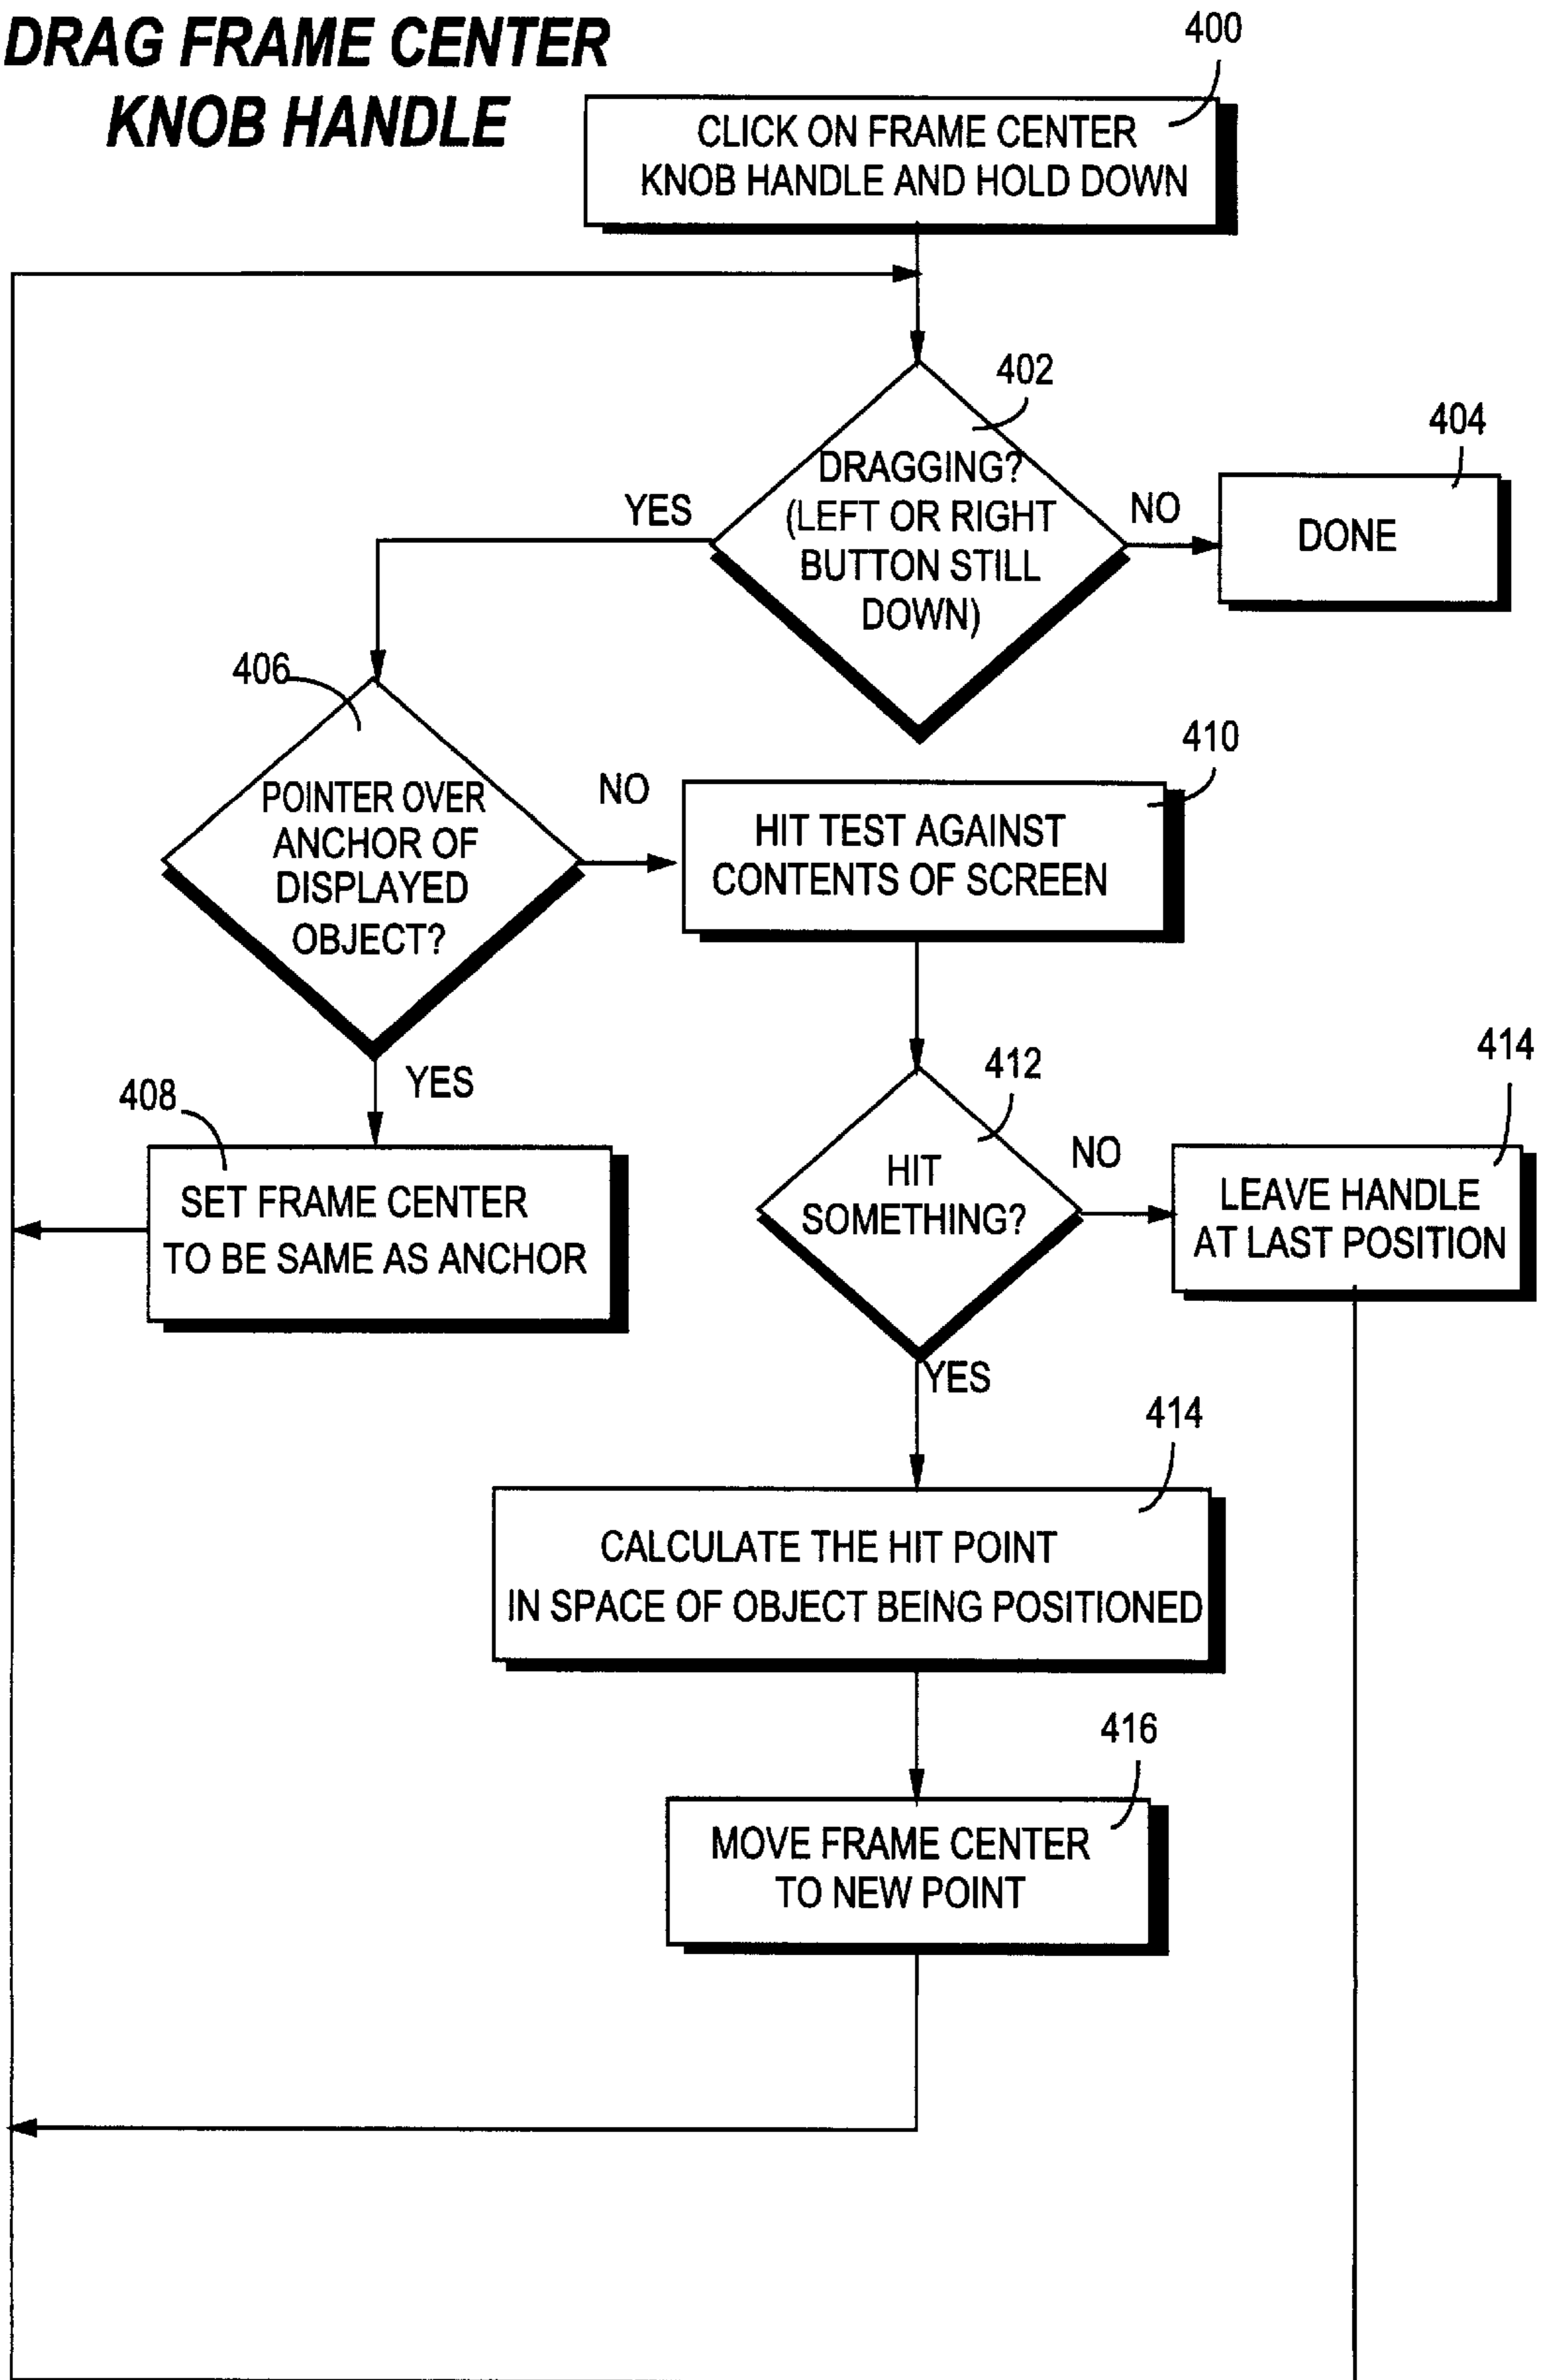 DRAG FRAME CENTER
KNOB HANDLE
400
CLICK ON FRAME CENTER
KNOB HANDLE AND HOLD DOWN
402
DRAGGING?
(LEFT OR RIGHT
BUTTON STILL
DOWN)
YES
NO
404
DONE
406
POINTER OVER
ANCHOR OF
DISPLAYED
OBJECT?
NO
410
HIT TEST AGAINST
CONTENTS OF SCREEN
YES
408
SET FRAME CENTER
TO BE SAME AS ANCHOR
412
HIT
SOMETHING?
NO
414
LEAVE HANDLE
AT LAST POSITION
YES
414
CALCULATE THE HIT POINT
IN SPACE OF OBJECT BEING POSITIONED
416
MOVE FRAME CENTER
TO NEW POINT